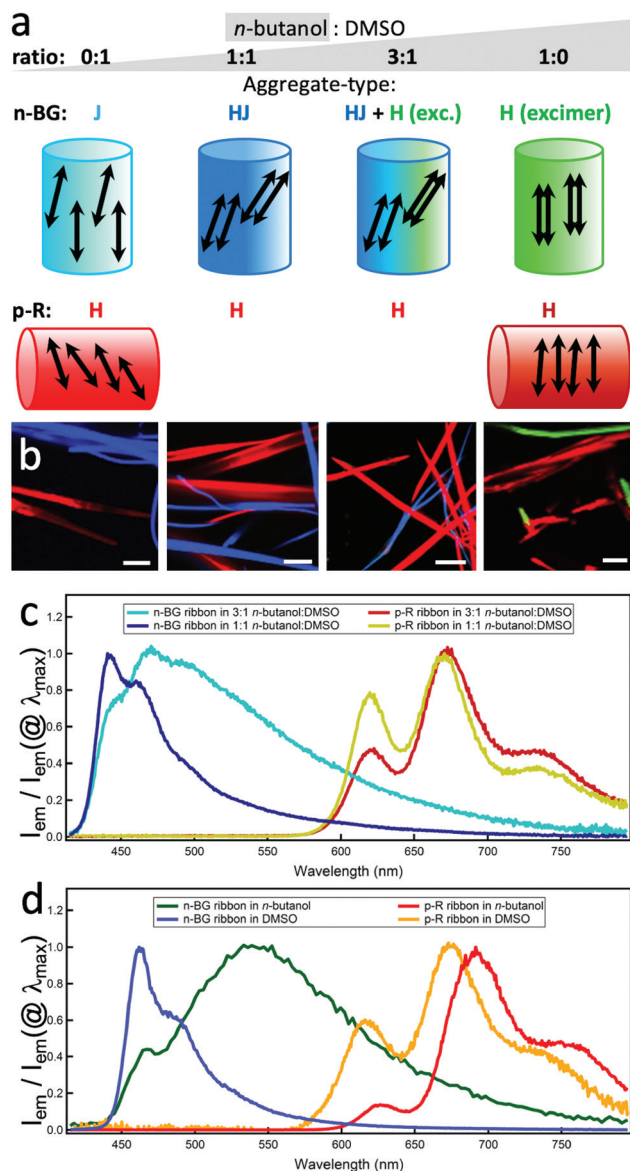 a
n-butanol : DMSO
ratio: 0:1 1:1 3:1 1:0
Aggregate-type:
n-BG: J HJ HJ + H (exc.) H (excimer)
p-R: H H H H
b
c
n-BG ribbon in 3:1 n-butanol:DMSO p-R ribbon in 3:1 n-butanol:DMSO
n-BG ribbon in 1:1 n-butanol:DMSO p-R ribbon in 1:1 n-butanol:DMSO
1.2
1.0
0.8
0.6
0.4
0.2
0.0
I em / I em (@ λmax)
450 500 550 600 650 700 750
Wavelength (nm)
d
n-BG ribbon in n-butanol p-R ribbon in n-butanol
n-BG ribbon in DMSO p-R ribbon in DMSO
1.2
1.0
0.8
0.6
0.4
0.2
0.0
I em / I em (@ λmax)
450 500 550 600 650 700 750
Wavelength (nm)